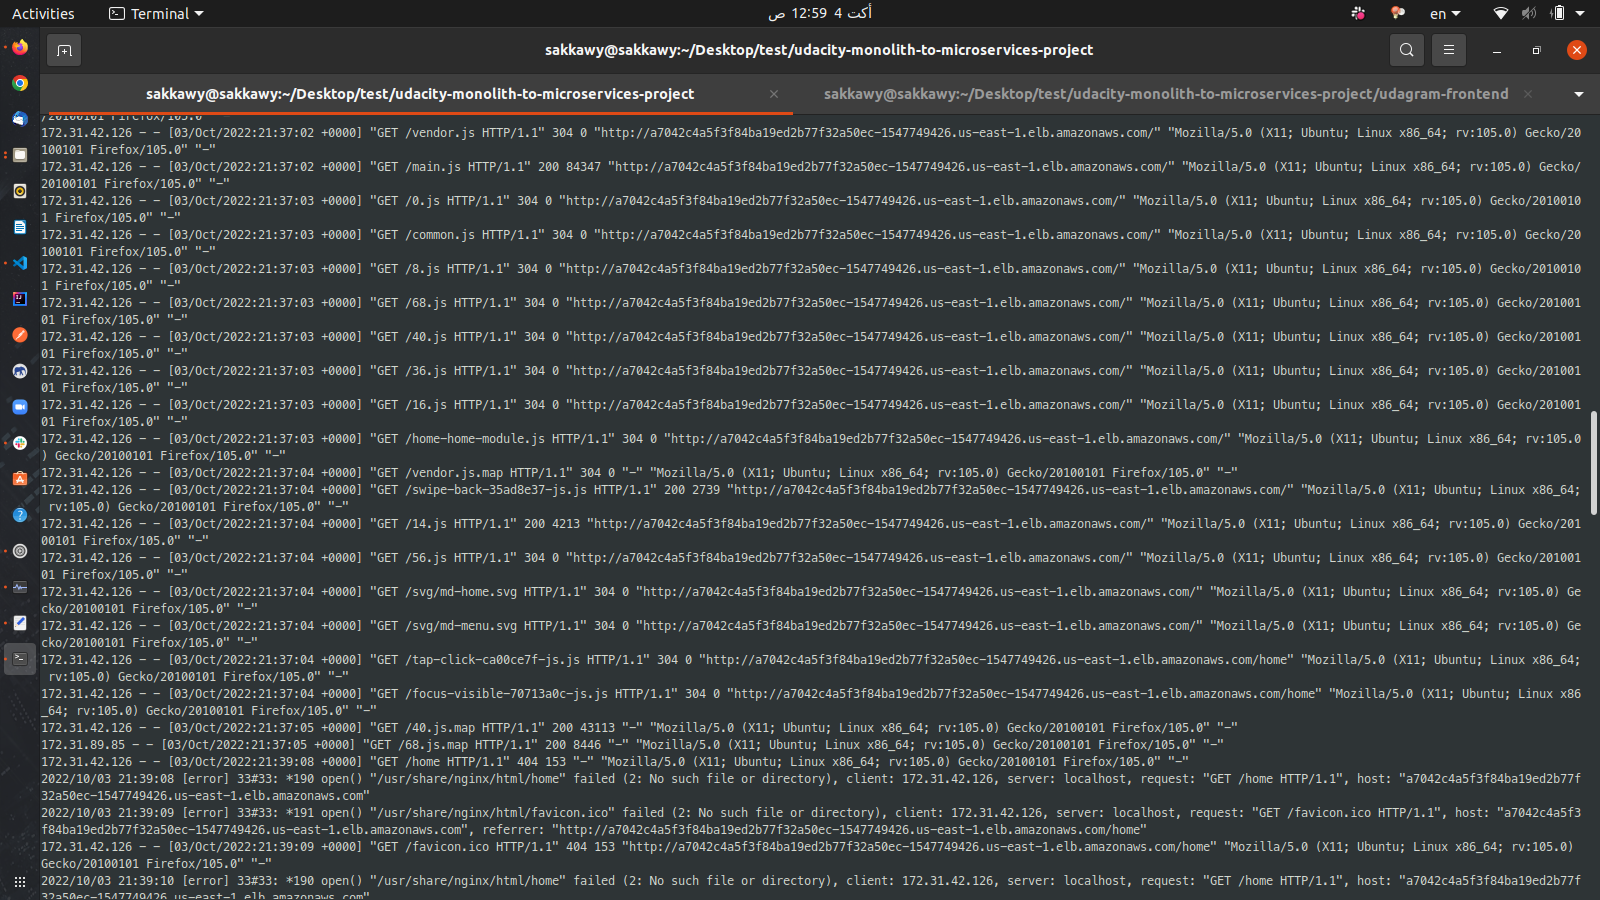 Activities
Terminal
أكت 4 12:59 ص
en
sakkawy@sakkawy:~/Desktop/test/udacity-monolith-to-microservices-project
sakkawy@sakkawy:~/Desktop/test/udacity-monolith-to-microservices-project
sakkawy@sakkawy:~/Desktop/test/udacity-monolith-to-microservices-project/udagram-frontend
/20100101 Firefox/105.0" "-"
172.31.42.126 - - [03/Oct/2022:21:37:02 +0000] "GET /vendor.js HTTP/1.1" 304 0 "http://a7042c4a5f3f84ba19ed2b77f32a50ec-1547749426.us-east-1.elb.amazonaws.com/" "Mozilla/5.0 (X11; Ubuntu; Linux x86_64; rv:105.0) Gecko/20
100101 Firefox/105.0" "-"
172.31.42.126 - - [03/Oct/2022:21:37:02 +0000] "GET /main.js HTTP/1.1" 200 84347 "http://a7042c4a5f3f84ba19ed2b77f32a50ec-1547749426.us-east-1.elb.amazonaws.com/" "Mozilla/5.0 (X11; Ubuntu; Linux x86_64; rv:105.0) Gecko/
20100101 Firefox/105.0" "-"
172.31.42.126 - - [03/Oct/2022:21:37:03 +0000] "GET /0.js HTTP/1.1" 304 0 "http://a7042c4a5f3f84ba19ed2b77f32a50ec-1547749426.us-east-1.elb.amazonaws.com/" "Mozilla/5.0 (X11; Ubuntu; Linux x86_64; rv:105.0) Gecko/2010010
1 Firefox/105.0" "-"
172.31.42.126 - - [03/Oct/2022:21:37:03 +0000] "GET /common.js HTTP/1.1" 304 0 "http://a7042c4a5f3f84ba19ed2b77f32a50ec-1547749426.us-east-1.elb.amazonaws.com/" "Mozilla/5.0 (X11; Ubuntu; Linux x86_64; rv:105.0) Gecko/20
100101 Firefox/105.0" "-"
172.31.42.126 - - [03/Oct/2022:21:37:03 +0000] "GET /8.js HTTP/1.1" 304 0 "http://a7042c4a5f3f84ba19ed2b77f32a50ec-1547749426.us-east-1.elb.amazonaws.com/" "Mozilla/5.0 (X11; Ubuntu; Linux x86_64; rv:105.0) Gecko/2010010
1 Firefox/105.0" "-"
172.31.42.126 - - [03/Oct/2022:21:37:03 +0000] "GET /68.js HTTP/1.1" 304 0 "http://a7042c4a5f3f84ba19ed2b77f32a50ec-1547749426.us-east-1.elb.amazonaws.com/" "Mozilla/5.0 (X11; Ubuntu; Linux x86_64; rv:105.0) Gecko/201001
01 Firefox/105.0" "-"
172.31.42.126 - - [03/Oct/2022:21:37:03 +0000] "GET /40.js HTTP/1.1" 304 0 "http://a7042c4a5f3f84ba19ed2b77f32a50ec-1547749426.us-east-1.elb.amazonaws.com/" "Mozilla/5.0 (X11; Ubuntu; Linux x86_64; rv:105.0) Gecko/201001
01 Firefox/105.0" "-"
172.31.42.126 - - [03/Oct/2022:21:37:03 +0000] "GET /36.js HTTP/1.1" 304 0 "http://a7042c4a5f3f84ba19ed2b77f32a50ec-1547749426.us-east-1.elb.amazonaws.com/" "Mozilla/5.0 (X11; Ubuntu; Linux x86_64; rv:105.0) Gecko/201001
01 Firefox/105.0" "-"
172.31.42.126 - - [03/Oct/2022:21:37:03 +0000] "GET /16.js HTTP/1.1" 304 0 "http://a7042c4a5f3f84ba19ed2b77f32a50ec-1547749426.us-east-1.elb.amazonaws.com/" "Mozilla/5.0 (X11; Ubuntu; Linux x86_64; rv:105.0) Gecko/201001
01 Firefox/105.0" "-"
172.31.42.126 - - [03/Oct/2022:21:37:03 +0000] "GET /home-home-module.js HTTP/1.1" 304 0 "http://a7042c4a5f3f84ba19ed2b77f32a50ec-1547749426.us-east-1.elb.amazonaws.com/" "Mozilla/5.0 (X11; Ubuntu; Linux x86_64; rv:105.0
) Gecko/20100101 Firefox/105.0" "-"
172.31.42.126 - - [03/Oct/2022:21:37:04 +0000] "GET /vendor.js.map HTTP/1.1" 304 0 "-" "Mozilla/5.0 (X11; Ubuntu; Linux x86_64; rv:105.0) Gecko/20100101 Firefox/105.0" "-"
172.31.42.126 - - [03/Oct/2022:21:37:04 +0000] "GET /swipe-back-35ad8e37-js.js HTTP/1.1" 200 2739 "http://a7042c4a5f3f84ba19ed2b77f32a50ec-1547749426.us-east-1.elb.amazonaws.com/" "Mozilla/5.0 (X11; Ubuntu; Linux x86_64;
 rv:105.0) Gecko/20100101 Firefox/105.0" "-"
172.31.42.126 - - [03/Oct/2022:21:37:04 +0000] "GET /14.js HTTP/1.1" 200 4213 "http://a7042c4a5f3f84ba19ed2b77f32a50ec-1547749426.us-east-1.elb.amazonaws.com/" "Mozilla/5.0 (X11; Ubuntu; Linux x86_64; rv:105.0) Gecko/201
00101 Firefox/105.0" "-"
172.31.42.126 - - [03/Oct/2022:21:37:04 +0000] "GET /56.js HTTP/1.1" 304 0 "http://a7042c4a5f3f84ba19ed2b77f32a50ec-1547749426.us-east-1.elb.amazonaws.com/" "Mozilla/5.0 (X11; Ubuntu; Linux x86_64; rv:105.0) Gecko/201001
01 Firefox/105.0" "-"
172.31.42.126 - - [03/Oct/2022:21:37:04 +0000] "GET /svg/md-home.svg HTTP/1.1" 304 0 "http://a7042c4a5f3f84ba19ed2b77f32a50ec-1547749426.us-east-1.elb.amazonaws.com/" "Mozilla/5.0 (X11; Ubuntu; Linux x86_64; rv:105.0) Ge
cko/20100101 Firefox/105.0" "-"
172.31.42.126 - - [03/Oct/2022:21:37:04 +0000] "GET /svg/md-menu.svg HTTP/1.1" 304 0 "http://a7042c4a5f3f84ba19ed2b77f32a50ec-1547749426.us-east-1.elb.amazonaws.com/" "Mozilla/5.0 (X11; Ubuntu; Linux x86_64; rv:105.0) Ge
cko/20100101 Firefox/105.0" "-"
172.31.42.126 - - [03/Oct/2022:21:37:04 +0000] "GET /tap-click-ca00ce7f-js.js HTTP/1.1" 304 0 "http://a7042c4a5f3f84ba19ed2b77f32a50ec-1547749426.us-east-1.elb.amazonaws.com/home" "Mozilla/5.0 (X11; Ubuntu; Linux x86_64;
 rv:105.0) Gecko/20100101 Firefox/105.0" "-"
172.31.42.126 - - [03/Oct/2022:21:37:04 +0000] "GET /focus-visible-70713a0c-js.js HTTP/1.1" 304 0 "http://a7042c4a5f3f84ba19ed2b77f32a50ec-1547749426.us-east-1.elb.amazonaws.com/home" "Mozilla/5.0 (X11; Ubuntu; Linux x86
_64; rv:105.0) Gecko/20100101 Firefox/105.0" "-"
172.31.42.126 - - [03/Oct/2022:21:37:05 +0000] "GET /40.js.map HTTP/1.1" 200 43113 "-" "Mozilla/5.0 (X11; Ubuntu; Linux x86_64; rv:105.0) Gecko/20100101 Firefox/105.0" "-"
172.31.89.85 - - [03/Oct/2022:21:37:05 +0000] "GET /68.js.map HTTP/1.1" 200 8446 "-" "Mozilla/5.0 (X11; Ubuntu; Linux x86_64; rv:105.0) Gecko/20100101 Firefox/105.0" "-"
172.31.42.126 - - [03/Oct/2022:21:39:08 +0000] "GET /home HTTP/1.1" 404 153 "-" "Mozilla/5.0 (X11; Ubuntu; Linux x86_64; rv:105.0) Gecko/20100101 Firefox/105.0" "-"
2022/10/03 21:39:08 [error] 33#33: *190 open() "/usr/share/nginx/html/home" failed (2: No such file or directory), client: 172.31.42.126, server: localhost, request: "GET /home HTTP/1.1", host: "a7042c4a5f3f84ba19ed2b77f
32a50ec-1547749426.us-east-1.elb.amazonaws.com"
2022/10/03 21:39:09 [error] 33#33: *191 open() "/usr/share/nginx/html/favicon.ico" failed (2: No such file or directory), client: 172.31.42.126, server: localhost, request: "GET /favicon.ico HTTP/1.1", host: "a7042c4a5f3
f84ba19ed2b77f32a50ec-1547749426.us-east-1.elb.amazonaws.com", referrer: "http://a7042c4a5f3f84ba19ed2b77f32a50ec-1547749426.us-east-1.elb.amazonaws.com/home"
172.31.42.126 - - [03/Oct/2022:21:39:09 +0000] "GET /favicon.ico HTTP/1.1" 404 153 "http://a7042c4a5f3f84ba19ed2b77f32a50ec-1547749426.us-east-1.elb.amazonaws.com/home" "Mozilla/5.0 (X11; Ubuntu; Linux x86_64; rv:105.0)
Gecko/20100101 Firefox/105.0" "-"
2022/10/03 21:39:10 [error] 33#33: *190 open() "/usr/share/nginx/html/home" failed (2: No such file or directory), client: 172.31.42.126, server: localhost, request: "GET /home HTTP/1.1", host: "a7042c4a5f3f84ba19ed2b77f
32a50ec-1547749426.us-east-1.elb.amazonaws.com"